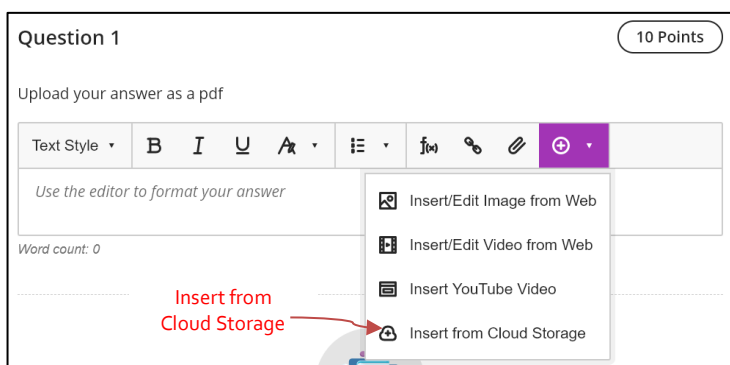 Question 1
10 Points
Upload your answer as a pdf
Text Style
B I U A f(x)
Use the editor to format your answer
Insert/Edit Image from Web
Word count: 0
Insert/Edit Video from Web
Insert YouTube Video
Insert from
Cloud Storage
Insert from Cloud Storage